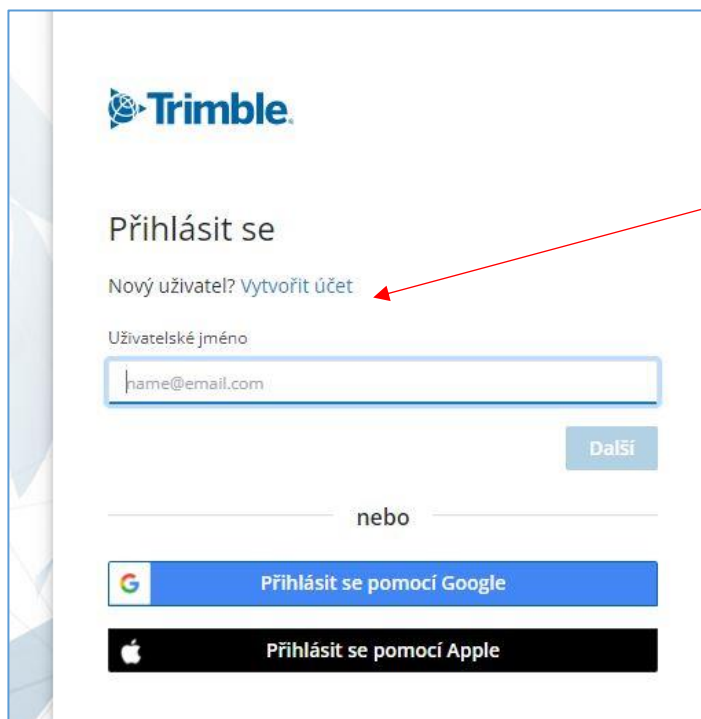 Trimble.
Přihlásit se
Nový uživatel? Vytvořit účet
Uživatelské jméno
name@email.com
Další
nebo
Přihlásit se pomocí Google
Přihlásit se pomocí Apple